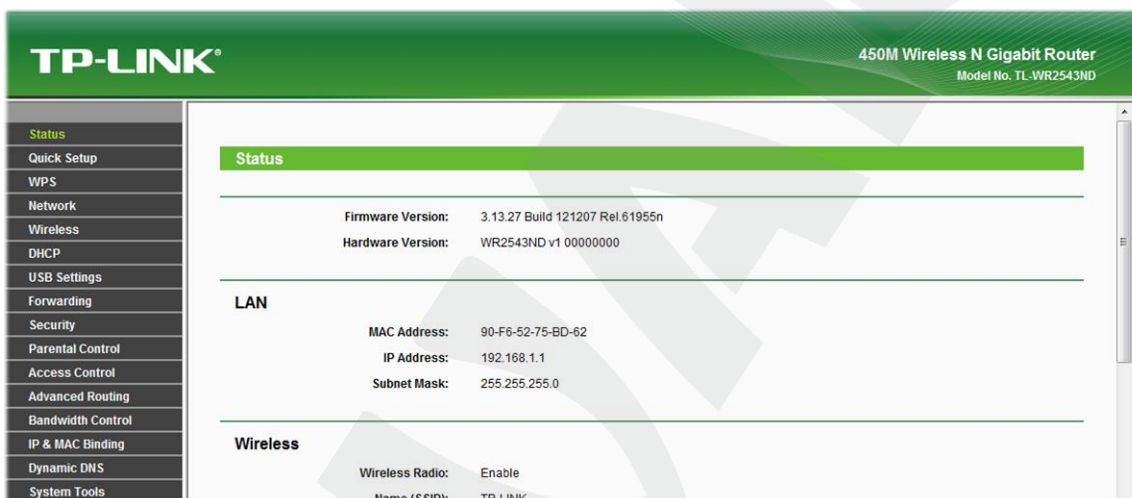 TP-LINK®
450M Wireless N Gigabit Router
Model No. TL-WR2543ND
Status
Quick Setup
WPS
Network
Wireless
DHCP
USB Settings
Forwarding
Security
Parental Control
Access Control
Advanced Routing
Bandwidth Control
IP & MAC Binding
Dynamic DNS
System Tools
Status
Firmware Version: 3.13.27 Build 121207 Rel.61955n
Hardware Version: WR2543ND v1 00000000
LAN
MAC Address: 90-F6-52-75-BD-62
IP Address: 192.168.1.1
Subnet Mask: 255.255.255.0
Wireless
Wireless Radio: Enable
Name (SSID): TP-LINK